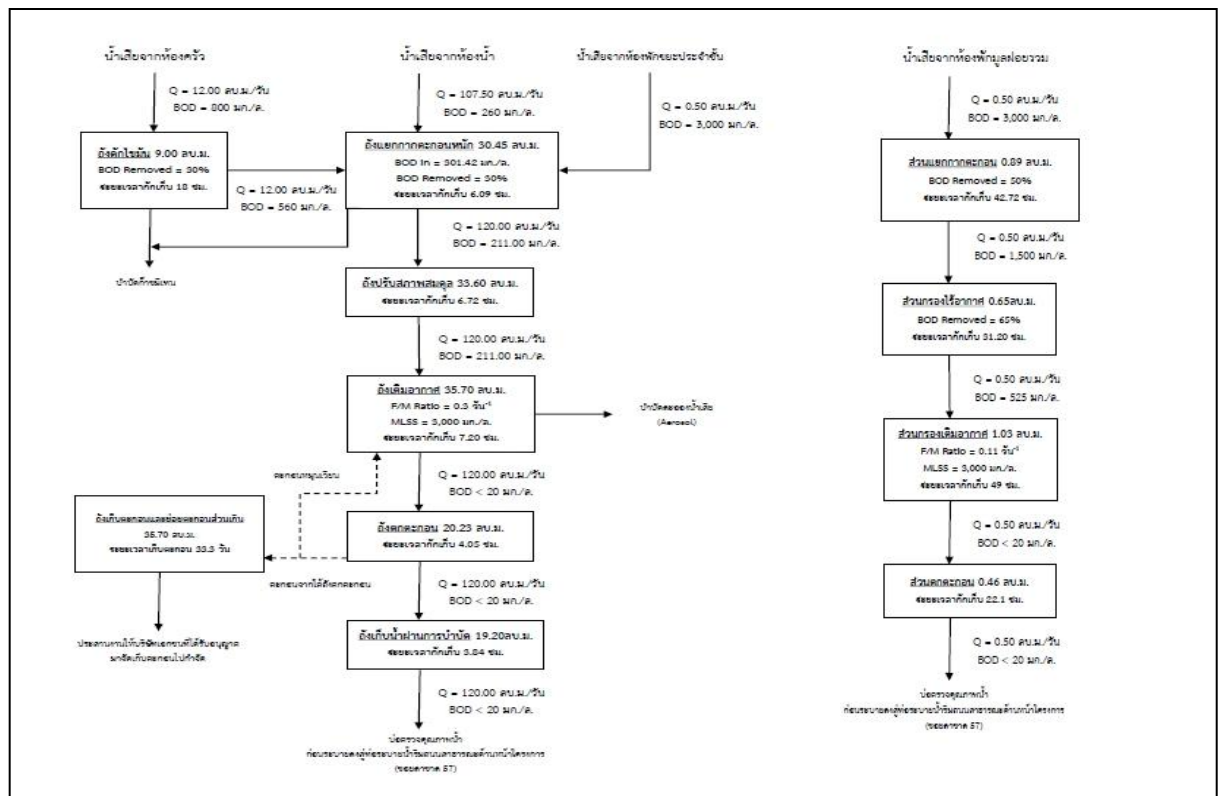 น้ำเสียจากห้องครัว
Q = 12.00 ลบ.ม./วัน
BOD = 800 มก./ล.
ถังดักไขมัน 9.00 ลบ.ม.
BOD Removed = 30%
ระยะเวลากักเก็บ 18 ชม.
Q = 12.00 ลบ.ม./วัน
BOD = 560 มก./ล.
บำบัดก๊าซมีเทน
น้ำเสียจากห้องน้ำ
Q = 107.50 ลบ.ม./วัน
BOD = 260 มก./ล.
น้ำเสียจากห้องพักขยะประจำชั้น
Q = 0.50 ลบ.ม./วัน
BOD = 3,000 มก./ล.
ถังแยกกากตะกอนหนัก 30.45 ลบ.ม.
BOD In = 301.42 มก./ล.
BOD Removed = 30%
ระยะเวลากักเก็บ 6.09 ชม.
Q = 120.00 ลบ.ม./วัน
BOD = 211.00 มก./ล.
ถังปรับสภาพสมดุล 33.60 ลบ.ม.
ระยะเวลากักเก็บ 6.72 ชม.
Q = 120.00 ลบ.ม./วัน
BOD = 211.00 มก./ล.
ถังเติมอากาศ 35.70 ลบ.ม.
F/M Ratio = 0.3 วัน⁻¹
MLSS = 3,000 มก./ล.
ระยะเวลากักเก็บ 7.20 ชม.
บำบัดละอองน้ำเสีย
(Aerosol)
ตะกอนหมุนเวียน
Q = 120.00 ลบ.ม./วัน
BOD < 20 มก./ล.
ถังตกตะกอน 20.23 ลบ.ม.
ระยะเวลากักเก็บ 4.05 ชม.
ถังเก็บตะกอนและย่อยตะกอนส่วนเกิน
35.70 ลบ.ม.
ระยะเวลาเก็บตะกอน 33.3 วัน
ตะกอนจากใต้ถังตกตะกอน
ประสานงานให้บริษัทเอกชนที่ได้รับอนุญาต
มาจัดเก็บตะกอนไปกำจัด
Q = 120.00 ลบ.ม./วัน
BOD < 20 มก./ล.
ถังเก็บน้ำผ่านการบำบัด 19.20ลบ.ม.
ระยะเวลากักเก็บ 3.84 ชม.
Q = 120.00 ลบ.ม./วัน
BOD < 20 มก./ล.
บ่อตรวจคุณภาพน้ำ
ก่อนระบายลงสู่ท่อระบายน้ำริมถนนสาธารณะด้านหน้าโครงการ
(ซอยตากสิน 57)
น้ำเสียจากห้องพักมูลฝอยรวม
Q = 0.50 ลบ.ม./วัน
BOD = 3,000 มก./ล.
ส่วนแยกกากตะกอน 0.89 ลบ.ม.
BOD Removed = 50%
ระยะเวลากักเก็บ 42.72 ชม.
Q = 0.50 ลบ.ม./วัน
BOD = 1,500 มก./ล.
ส่วนกรองไร้อากาศ 0.65ลบ.ม.
BOD Removed = 65%
ระยะเวลากักเก็บ 31.20 ชม.
Q = 0.50 ลบ.ม./วัน
BOD = 525 มก./ล.
ส่วนกรองเติมอากาศ 1.03 ลบ.ม.
F/M Ratio = 0.11 วัน⁻¹
MLSS = 3,000 มก./ล.
ระยะเวลากักเก็บ 49 ชม.
Q = 0.50 ลบ.ม./วัน
BOD < 20 มก./ล.
ส่วนตกตะกอน 0.46 ลบ.ม.
ระยะเวลากักเก็บ 22.1 ชม.
Q = 0.50 ลบ.ม./วัน
BOD < 20 มก./ล.
บ่อตรวจคุณภาพน้ำ
ก่อนระบายลงสู่ท่อระบายน้ำริมถนนสาธารณะด้านหน้าโครงการ
57)